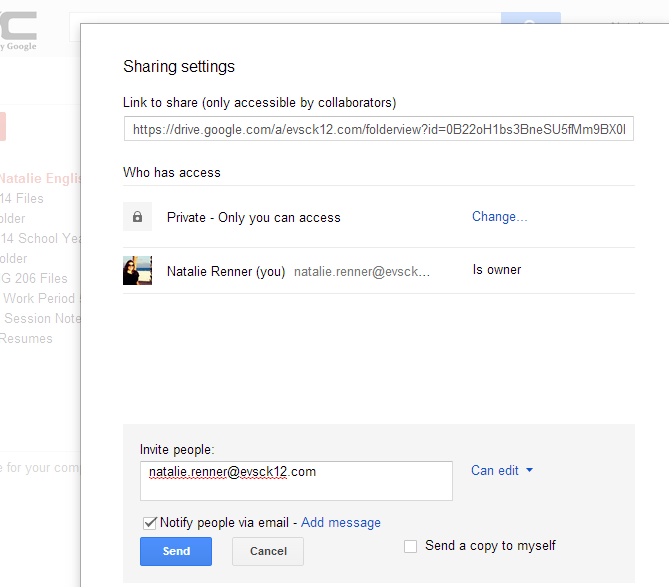 C
y Google
Sharing settings
Link to share (only accessible by collaborators)
https://drive.google.com/a/evsck12.com/folderview?id=0B22oH1bs3BneSU5fMm9BX0
Who has access
Private - Only you can access Change...
Natalie Renner (you) natalie.renner@evsck... Is owner
Natalie Englis
14 Files
older
14 School Yea
older
G 206 Files
Work Period
Session Note
Resumes
e for your com
Invite people:
natalie.renner@evsck12.com
Can edit
Notify people via email - Add message
Send
Cancel
Send a copy to myself